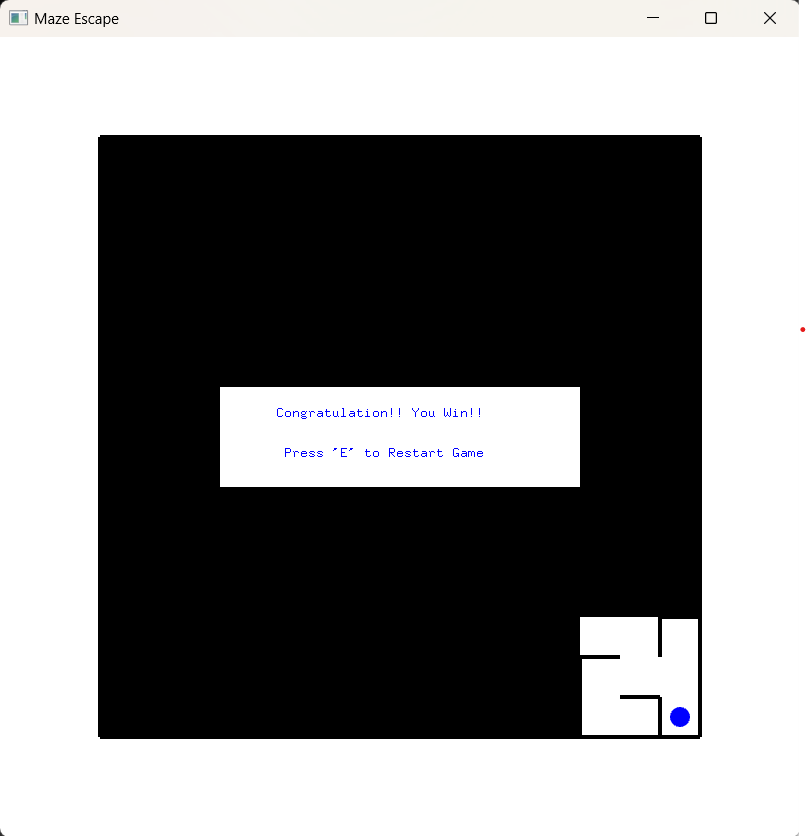 Maze Escape
Congratulation!! You Win!!
Press "E" to Restart Game